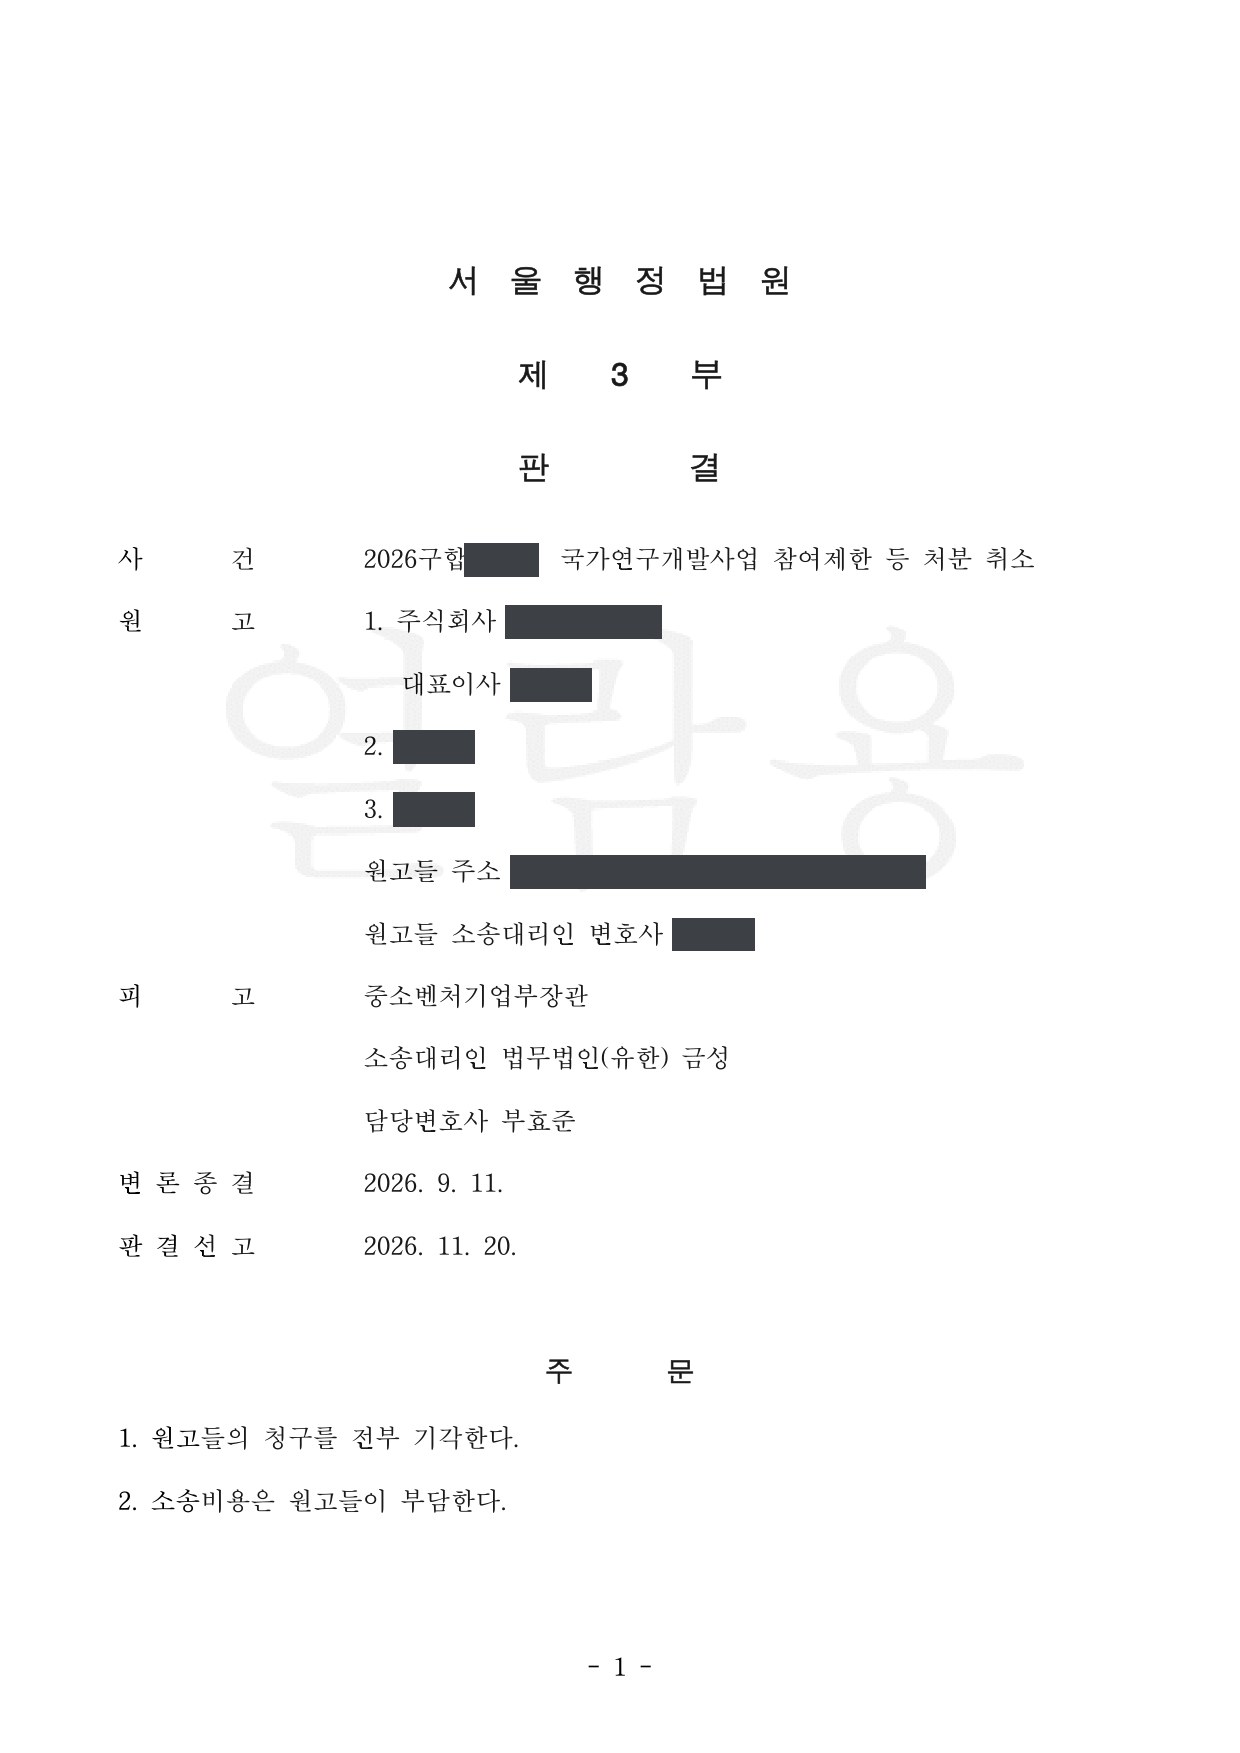 서 울 행 정 법 원
제 3 부
판 결
사 건 2026구합 국가연구개발사업 참여제한 등 처분 취소
원 고 1. 주식회사
대표이사
2.
3.
원고들 주소
원고들 소송대리인 변호사
피 고 중소벤처기업부장관
소송대리인 법무법인(유한) 금성
담당변호사 부효준
변 론 종 결 2026. 9. 11.
판 결 선 고 2026. 11. 20.
열람용
주 문
1. 원고들의 청구를 전부 기각한다.
2. 소송비용은 원고들이 부담한다.
- 1 -